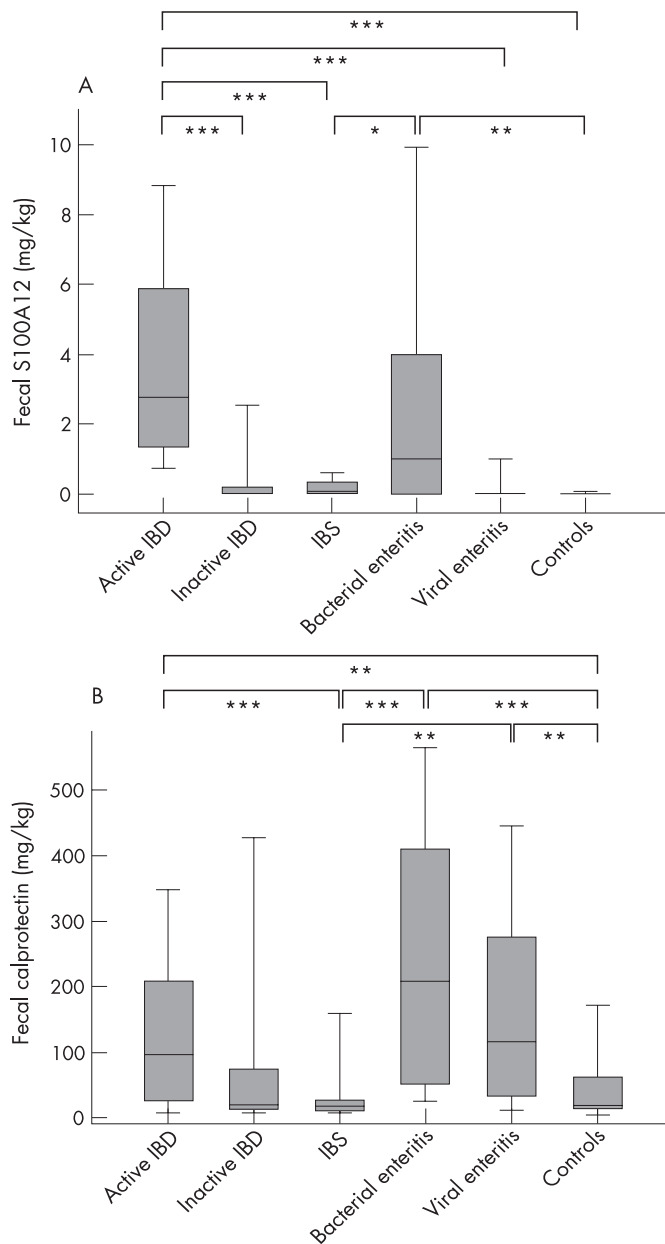 ***
***
A
***
***
*
**
Fecal S100A12 (mg/kg)
10
8
6
4
2
0
Active IBD
Inactive IBD
IBS
Bacterial enteritis
Viral enteritis
Controls
**
B
***
***
***
**
**
Fecal calprotectin (mg/kg)
500
400
300
200
100
0
Active IBD
Inactive IBD
IBS
Bacterial enteritis
Viral enteritis
Controls